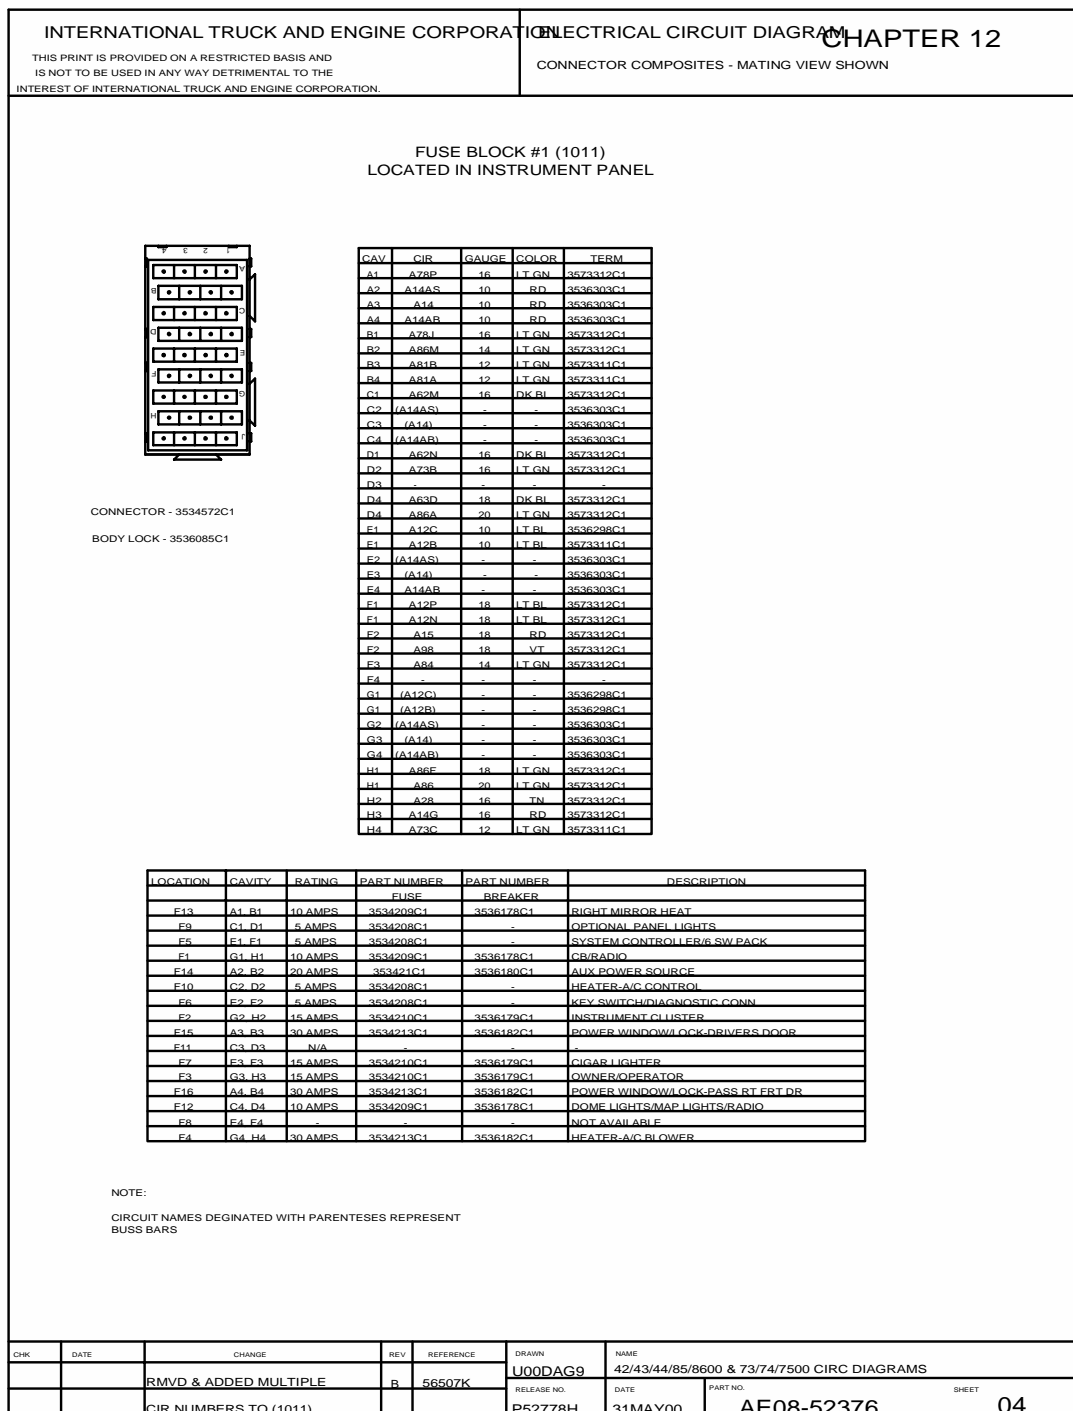 INTERNATIONAL TRUCK AND ENGINE CORPORATION
THIS PRINT IS PROVIDED ON A RESTRICTED BASIS AND
IS NOT TO BE USED IN ANY WAY DETRIMENTAL TO THE
INTEREST OF INTERNATIONAL TRUCK AND ENGINE CORPORATION.
ELECTRICAL CIRCUIT DIAGRAM
CHAPTER 12
CONNECTOR COMPOSITES - MATING VIEW SHOWN
FUSE BLOCK #1 (1011)
LOCATED IN INSTRUMENT PANEL
4 3 2 1
A
B
C
D
E
F
G
H
J
CONNECTOR - 3534572C1
BODY LOCK - 3536085C1
CAV CIR GAUGE COLOR TERM
A1 A78P 16 LT GN 3573312C1
A2 A14AS 10 RD 3536303C1
A3 A14 10 RD 3536303C1
A4 A14AB 10 RD 3536303C1
B1 A78J 16 LT GN 3573312C1
B2 A86M 14 LT GN 3573312C1
B3 A81B 12 LT GN 3573311C1
B4 A81A 12 LT GN 3573311C1
C1 A62M 16 DK BL 3573312C1
C2 (A14AS) - - 3536303C1
C3 (A14) - - 3536303C1
C4 (A14AB) - - 3536303C1
D1 A62N 16 DK BL 3573312C1
D2 A73B 16 LT GN 3573312C1
D3 - - - -
D4 A63D 18 DK BL 3573312C1
D4 A86A 20 LT GN 3573312C1
E1 A12C 10 LT BL 3536298C1
E1 A12B 10 LT BL 3573311C1
E2 (A14AS) - - 3536303C1
E3 (A14) - - 3536303C1
E4 A14AB - - 3536303C1
F1 A12P 18 LT BL 3573312C1
F1 A12N 18 LT BL 3573312C1
F2 A15 18 RD 3573312C1
F2 A98 18 VT 3573312C1
F3 A84 14 LT GN 3573312C1
F4 - - - -
G1 (A12C) - - 3536298C1
G1 (A12B) - - 3536298C1
G2 (A14AS) - - 3536303C1
G3 (A14) - - 3536303C1
G4 (A14AB) - - 3536303C1
H1 A86F 18 LT GN 3573312C1
H1 A86 20 LT GN 3573312C1
H2 A28 16 TN 3573312C1
H3 A14G 16 RD 3573312C1
H4 A73C 12 LT GN 3573311C1
LOCATION CAVITY RATING PART NUMBER PART NUMBER DESCRIPTION
FUSE BREAKER
F13 A1, B1 10 AMPS 3534209C1 3536178C1 RIGHT MIRROR HEAT
F9 C1, D1 5 AMPS 3534208C1 - OPTIONAL PANEL LIGHTS
F5 E1, F1 5 AMPS 3534208C1 - SYSTEM CONTROLLER/6 SW PACK
F1 G1, H1 10 AMPS 3534209C1 3536178C1 CB/RADIO
F14 A2, B2 20 AMPS 353421C1 3536180C1 AUX POWER SOURCE
F10 C2, D2 5 AMPS 3534208C1 - HEATER-A/C CONTROL
F6 E2, F2 5 AMPS 3534208C1 - KEY SWITCH/DIAGNOSTIC CONN
F2 G2, H2 15 AMPS 3534210C1 3536179C1 INSTRUMENT CLUSTER
F15 A3, B3 30 AMPS 3534213C1 3536182C1 POWER WINDOW/LOCK-DRIVERS DOOR
F11 C3, D3 N/A - - -
F7 E3, F3 15 AMPS 3534210C1 3536179C1 CIGAR LIGHTER
F3 G3, H3 15 AMPS 3534210C1 3536179C1 OWNER/OPERATOR
F16 A4, B4 30 AMPS 3534213C1 3536182C1 POWER WINDOW/LOCK-PASS RT FRT DR
F12 C4, D4 10 AMPS 3534209C1 3536178C1 DOME LIGHTS/MAP LIGHTS/RADIO
F8 E4, F4 - - - NOT AVAILABLE
F4 G4, H4 30 AMPS 3534213C1 3536182C1 HEATER-A/C BLOWER
NOTE:
CIRCUIT NAMES DEGINATED WITH PARENTESES REPRESENT
BUSS BARS
CHK DATE CHANGE REV REFERENCE DRAWN NAME
RMVD & ADDED MULTIPLE B 56507K U00DAG9 42/43/44/85/8600 & 73/74/7500 CIRC DIAGRAMS
RELEASE NO. DATE PART NO. SHEET
CIR NUMBERS TO (1011) P52778H 31MAY00 AE08-52376 04